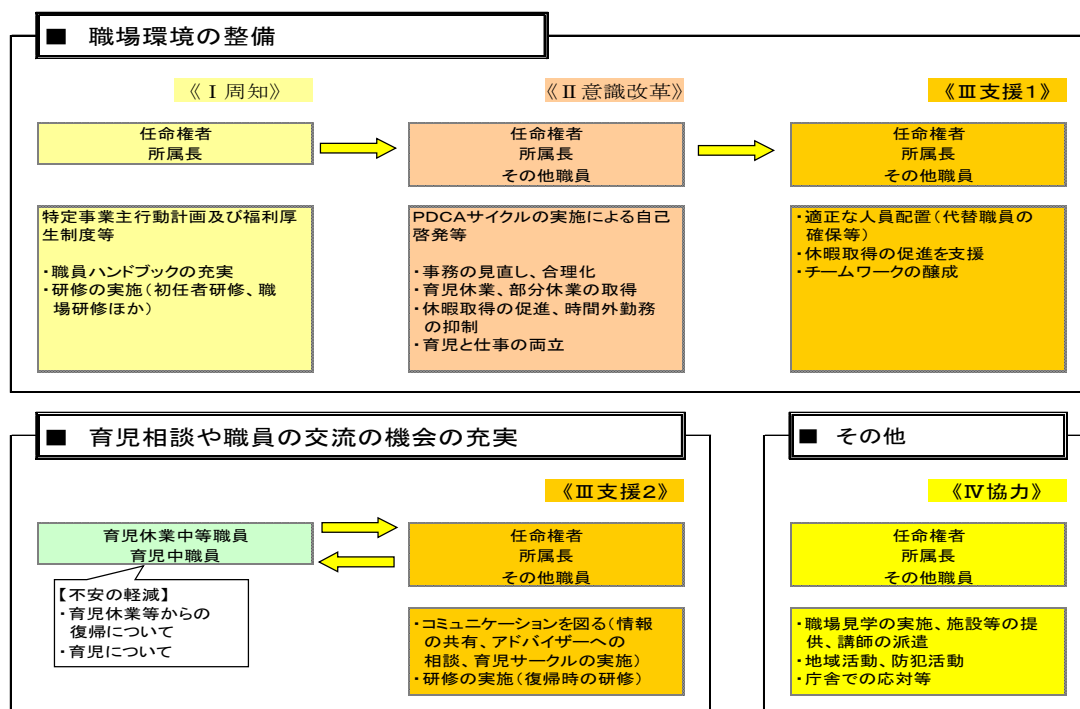 ■ 職場環境の整備
《Ⅰ周知》
任命権者
所属長
特定事業主行動計画及び福利厚
生制度等
・職員ハンドブックの充実
・研修の実施(初任者研修、職
場研修ほか)
《Ⅱ意識改革》
任命権者
所属長
その他職員
PDCAサイクルの実施による自己
啓発等
・事務の見直し、合理化
・育児休業、部分休業の取得
・休暇取得の促進、時間外勤務
の抑制
・育児と仕事の両立
《Ⅲ支援1》
任命権者
所属長
その他職員
・適正な人員配置(代替職員の
確保等)
・休暇取得の促進を支援
・チームワークの醸成
■ 育児相談や職員の交流の機会の充実
育児休業中等職員
育児中職員
【不安の軽減】
・育児休業等からの
復帰について
・育児について
《Ⅲ支援2》
任命権者
所属長
その他職員
・コミュニケーションを図る(情報
の共有、アドバイザーへの
相談、育児サークルの実施)
・研修の実施(復帰時の研修)
■ その他
《Ⅳ協力》
任命権者
所属長
その他職員
・職場見学の実施、施設等の提
供、講師の派遣
・地域活動、防犯活動
・庁舎での応対等